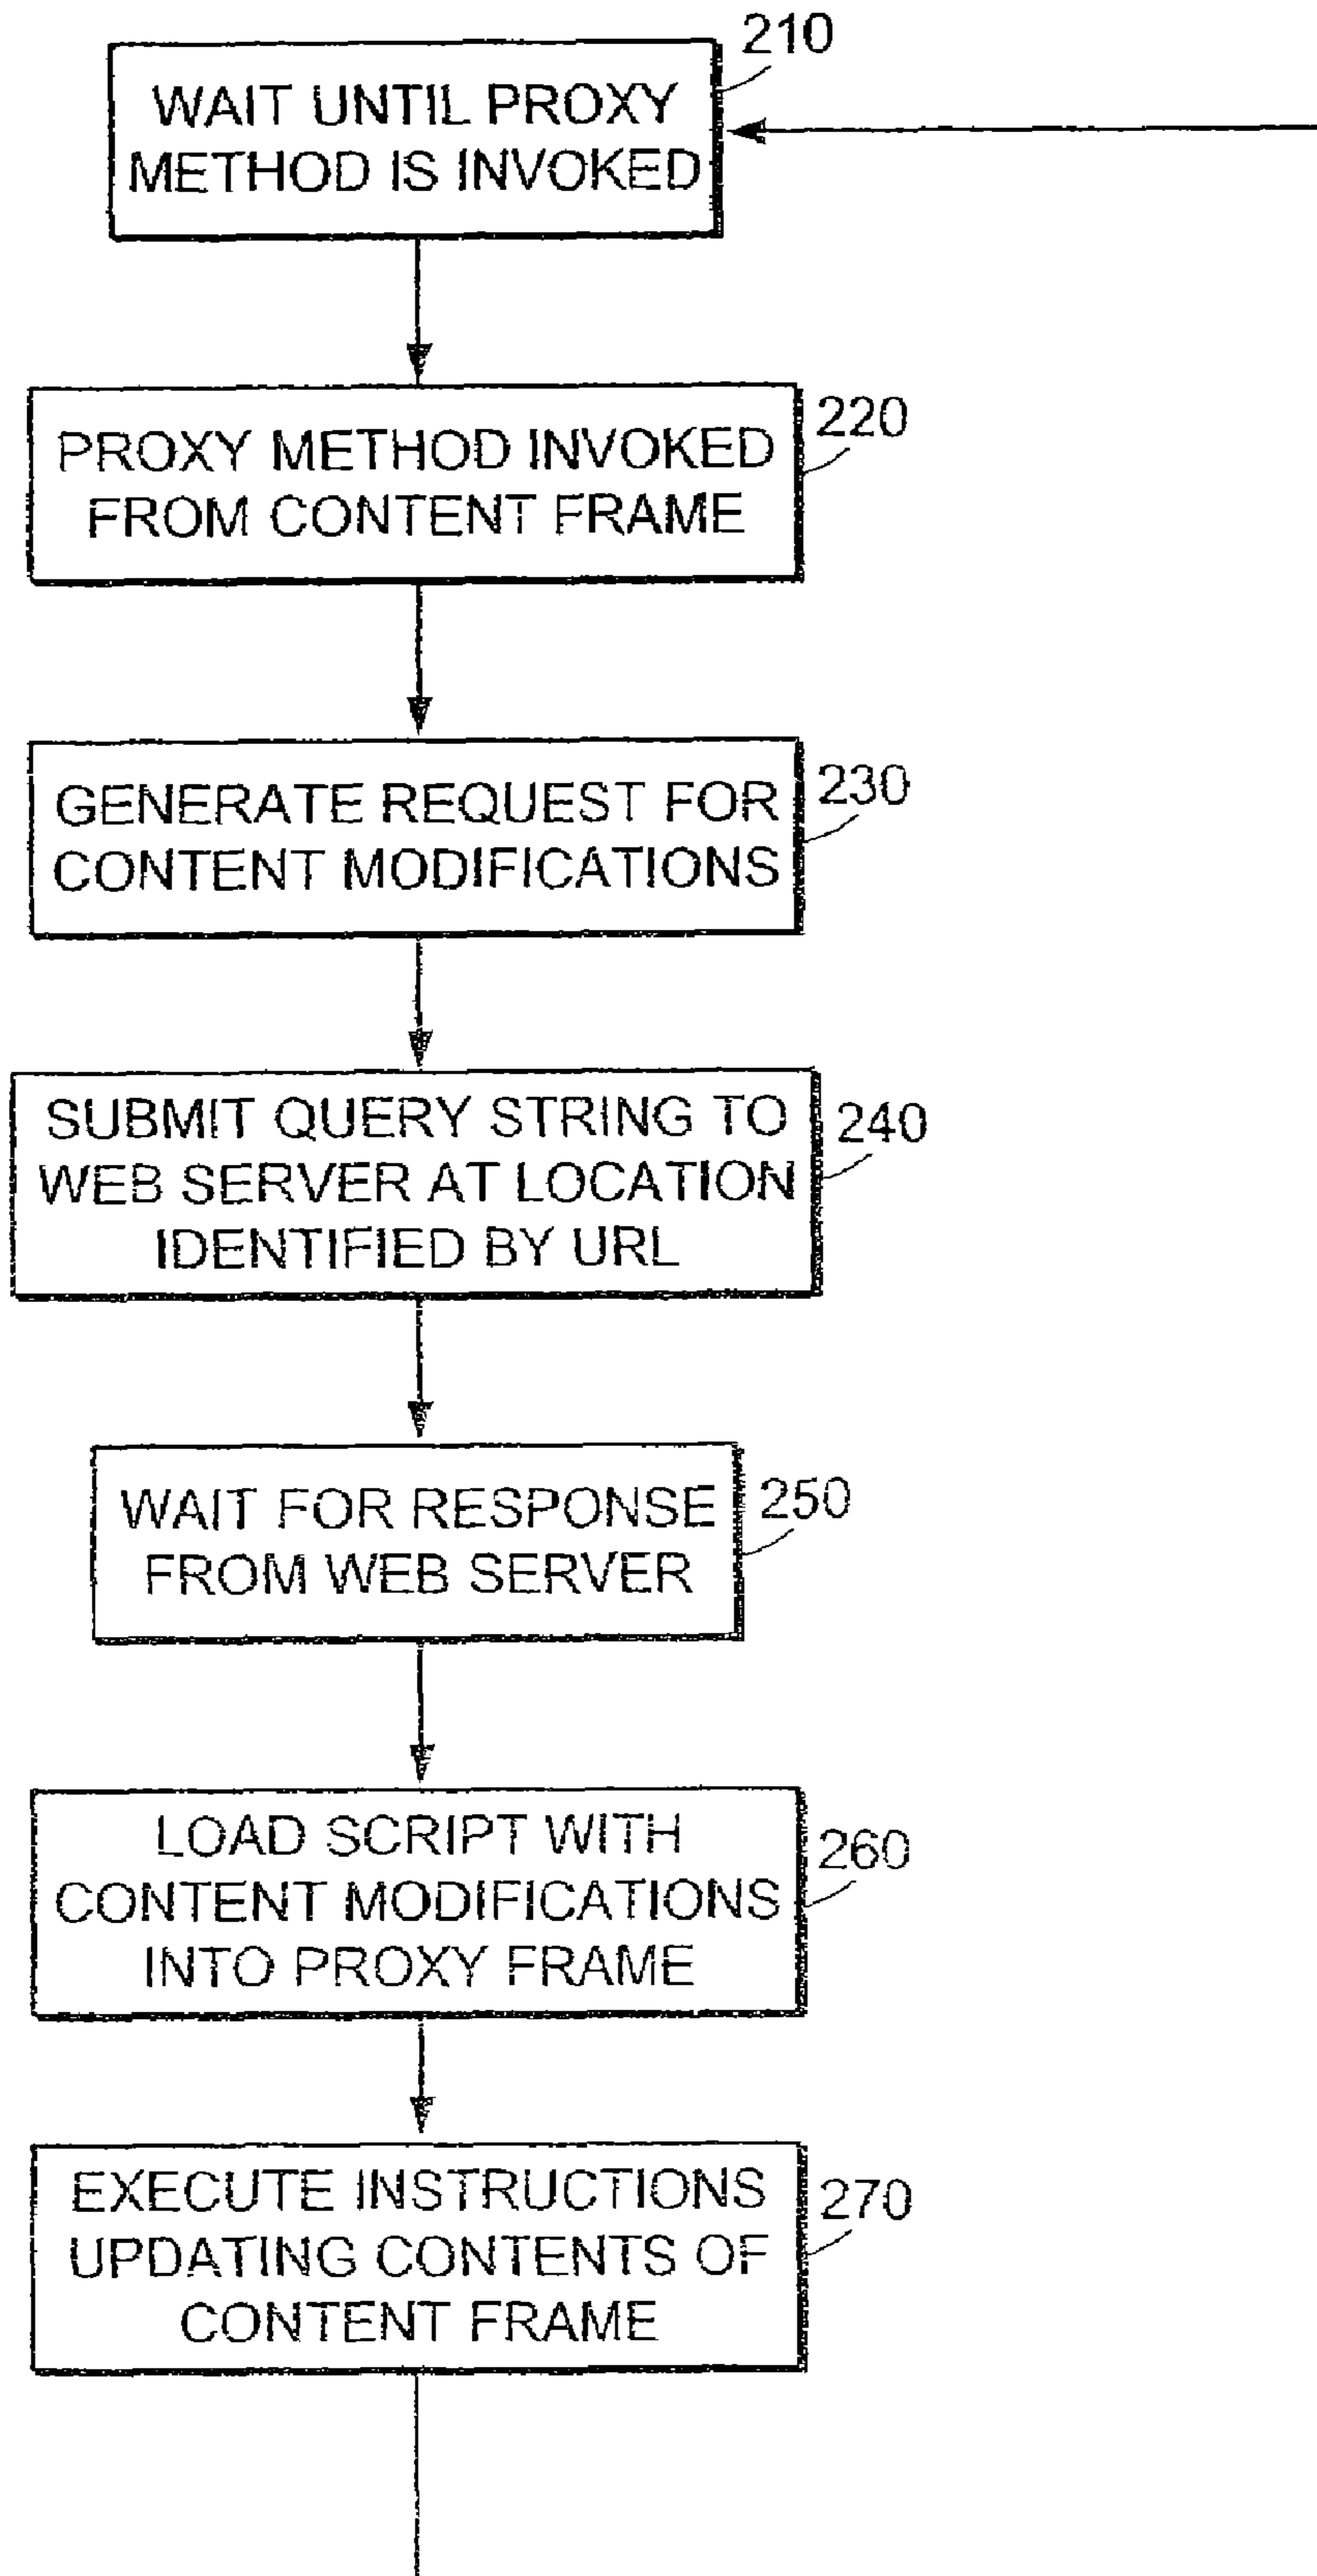 210
WAIT UNTIL PROXY
METHOD IS INVOKED
220
PROXY METHOD INVOKED
FROM CONTENT FRAME
230
GENERATE REQUEST FOR
CONTENT MODIFICATIONS
240
SUBMIT QUERY STRING TO
WEB SERVER AT LOCATION
IDENTIFIED BY URL
250
WAIT FOR RESPONSE
FROM WEB SERVER
260
LOAD SCRIPT WITH
CONTENT MODIFICATIONS
INTO PROXY FRAME
270
EXECUTE INSTRUCTIONS
UPDATING CONTENTS OF
CONTENT FRAME